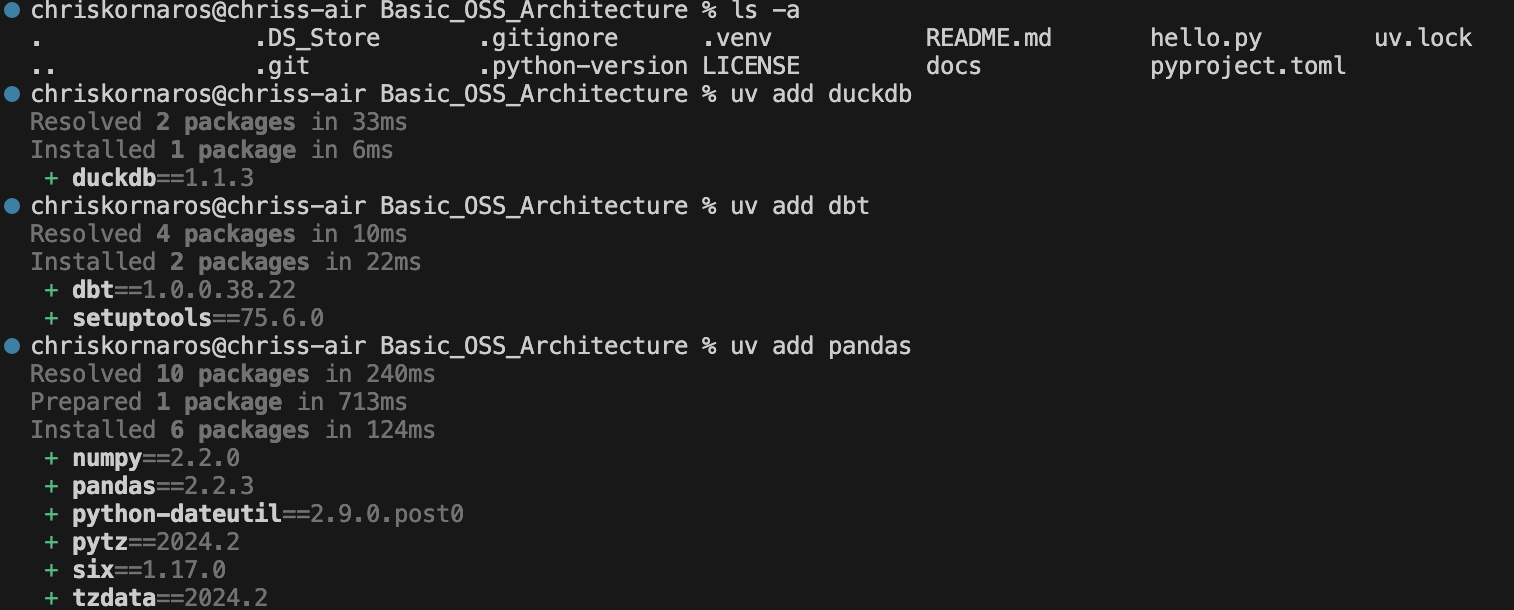 chriskornaros@chriss-air Basic_OSS_Architecture % ls -a
. .DS_Store .gitignore .venv README.md hello.py uv.lock
.. .git .python-version LICENSE docs pyproject.toml
chriskornaros@chriss-air Basic_OSS_Architecture % uv add duckdb
Resolved 2 packages in 33ms
Installed 1 package in 6ms
+ duckdb==1.1.3
chriskornaros@chriss-air Basic_OSS_Architecture % uv add dbt
Resolved 4 packages in 10ms
Installed 2 packages in 22ms
+ dbt==1.0.0.38.22
+ setuptools==75.6.0
chriskornaros@chriss-air Basic_OSS_Architecture % uv add pandas
Resolved 10 packages in 240ms
Prepared 1 package in 713ms
Installed 6 packages in 124ms
+ numpy==2.2.0
+ pandas==2.2.3
+ python-dateutil==2.9.0.post0
+ pytz==2024.2
+ six==1.17.0
+ tzdata==2024.2